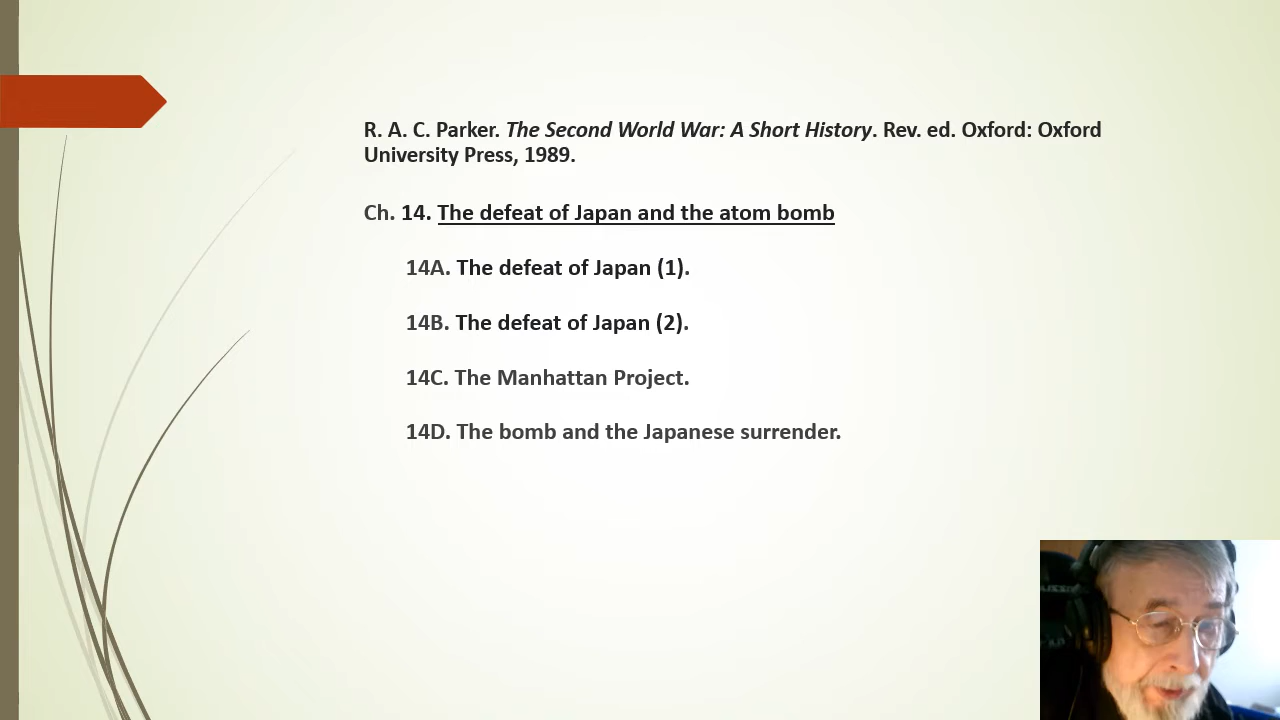 R. A. C. Parker. The Second World War: A Short History. Rev. ed. Oxford: Oxford
University Press, 1989.
Ch. 14. The defeat of Japan and the atom bomb
14A. The defeat of Japan (1).
14B. The defeat of Japan (2).
14C. The Manhattan Project.
14D. The bomb and the Japanese surrender.